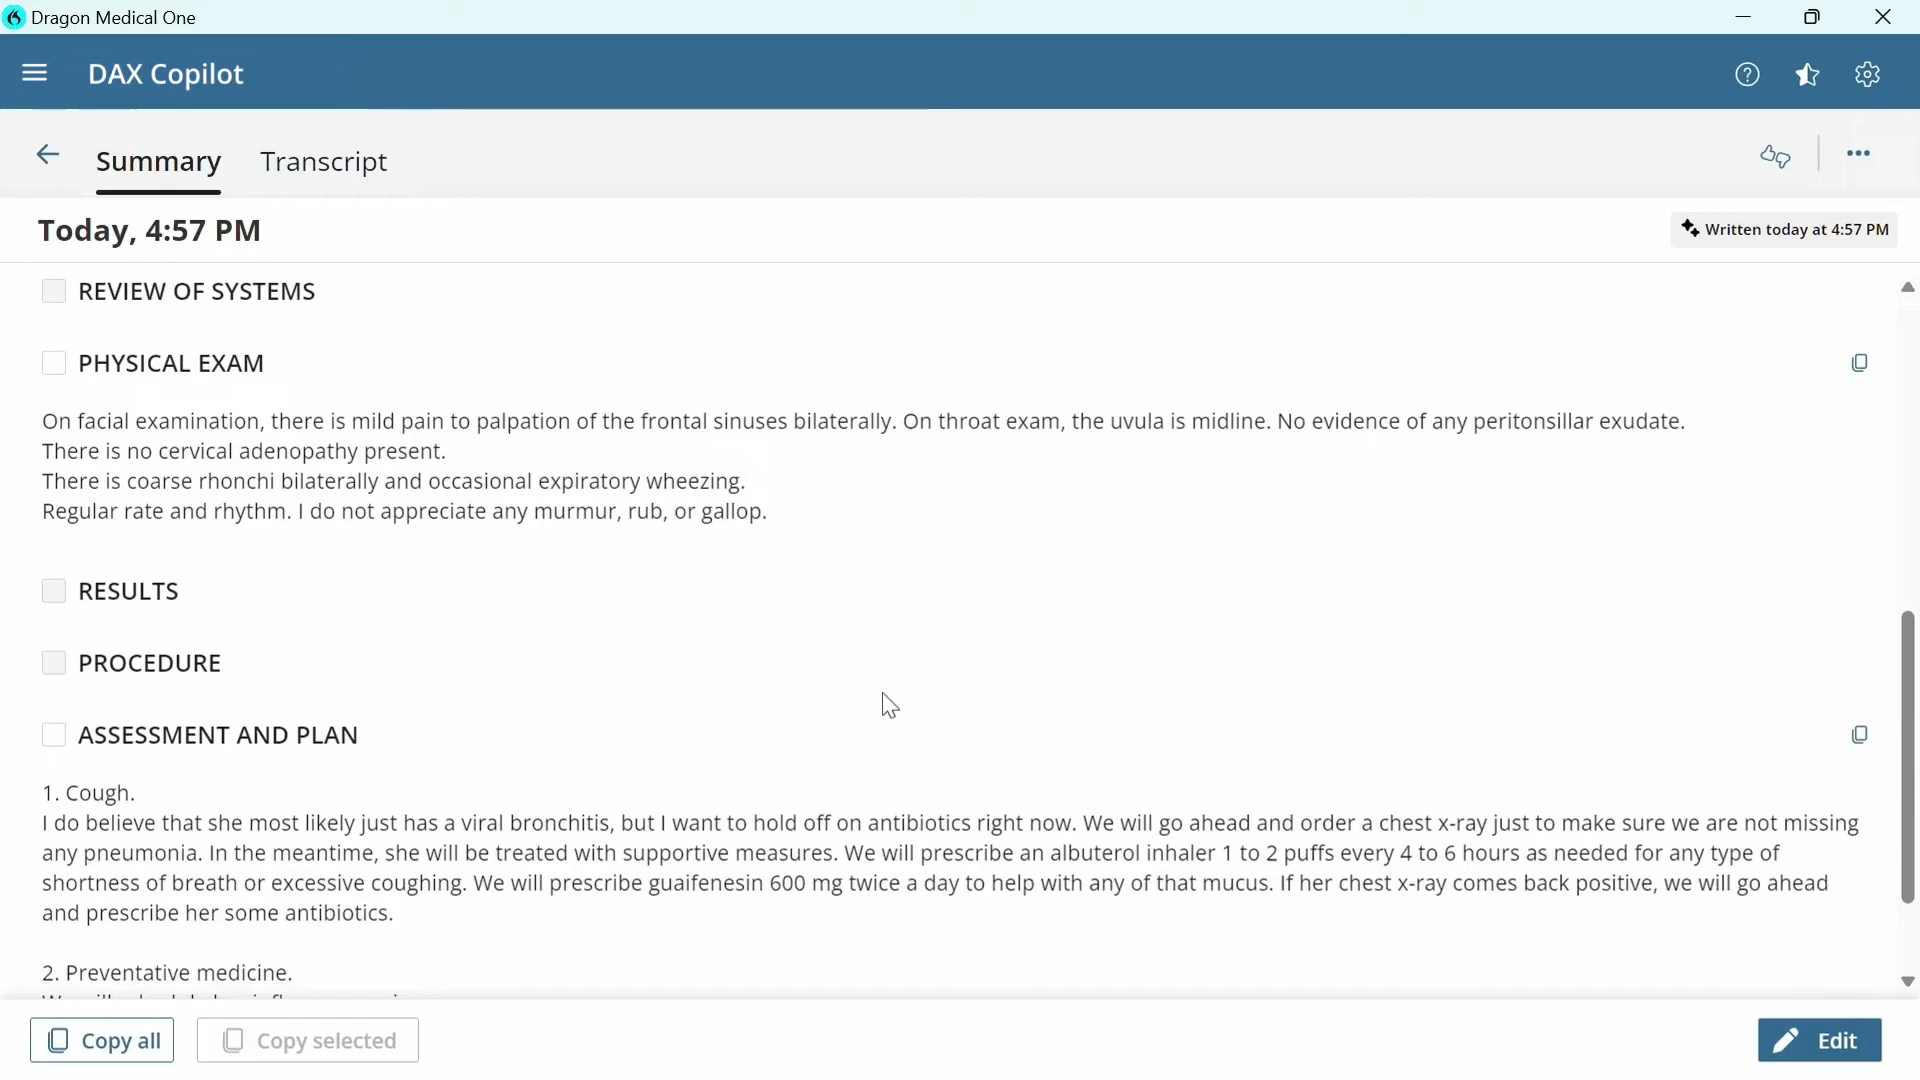 Dragon Medical One
DAX Copilot
Summary Transcript
Today, 4:57 PM
Written today at 4:57 PM
REVIEW OF SYSTEMS
PHYSICAL EXAM
On facial examination, there is mild pain to palpation of the frontal sinuses bilaterally. On throat exam, the uvula is midline. No evidence of any peritonsillar exudate.
There is no cervical adenopathy present.
There is coarse rhonchi bilaterally and occasional expiratory wheezing.
Regular rate and rhythm. I do not appreciate any murmur, rub, or gallop.
RESULTS
PROCEDURE
ASSESSMENT AND PLAN
1. Cough.
I do believe that she most likely just has a viral bronchitis, but I want to hold off on antibiotics right now. We will go ahead and order a chest x-ray just to make sure we are not missing
any pneumonia. In the meantime, she will be treated with supportive measures. We will prescribe an albuterol inhaler 1 to 2 puffs every 4 to 6 hours as needed for any type of
shortness of breath or excessive coughing. We will prescribe guaifenesin 600 mg twice a day to help with any of that mucus. If her chest x-ray comes back positive, we will go ahead
and prescribe her some antibiotics.
2. Preventative medicine.
Copy all
Copy selected
Edit